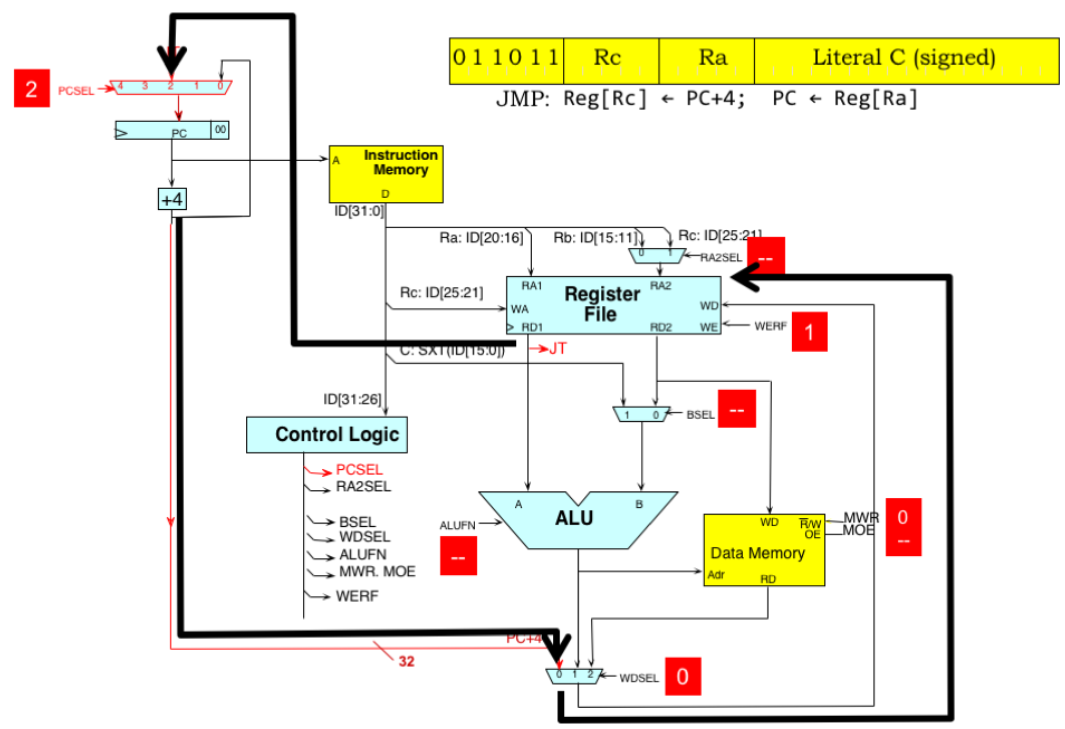 0 1 1 0 1 1 Rc Ra Literal C (signed)
JMP: Reg[Rc] ← PC+4; PC ← Reg[Ra]
2
PCSEL
4 3 2 1 0
PC 00
+4
A Instruction
Memory
D
ID[31:0]
Ra: ID[20:16]
Rb: ID[15:11]
Rc: ID[25:21]
0 1
RA2SEL
--
RA1
RA2
Register
File
Rc: ID[25:21]
WA
WD
RD1
RD2
WE
WERF
1
JT
C: SXT(ID[15:0])
ID[31:26]
1 0
BSEL
--
Control Logic
PCSEL
RA2SEL
BSEL
WDSEL
ALUFN
MWR. MOE
WERF
A
B
ALU
ALUFN
--
WD
R/W
OE
MWR
MOE
0
--
Data Memory
Adr
RD
PC+4
32
0 1 2
WDSEL
0